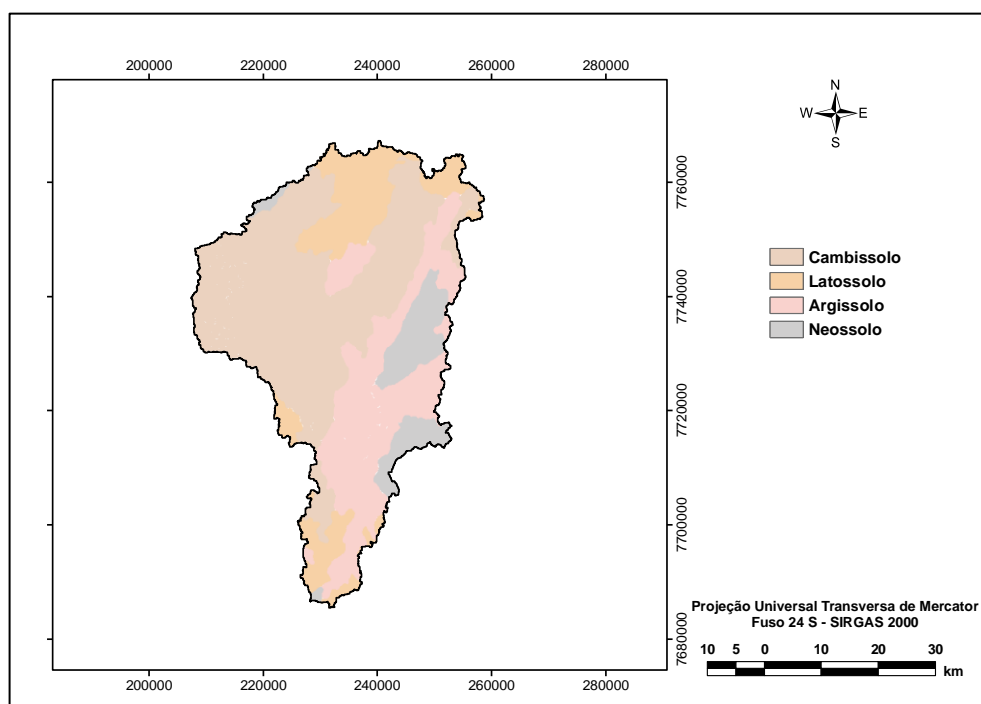 200000 220000 240000 260000 280000
N
W E
S
7760000
7740000
7720000
7700000
7680000
Cambissolo
Latossolo
Argissolo
Neossolo
Projeção Universal Transversa de Mercator
Fuso 24 S - SIRGAS 2000
10 5 0 10 20 30
km
200000 220000 240000 260000 280000